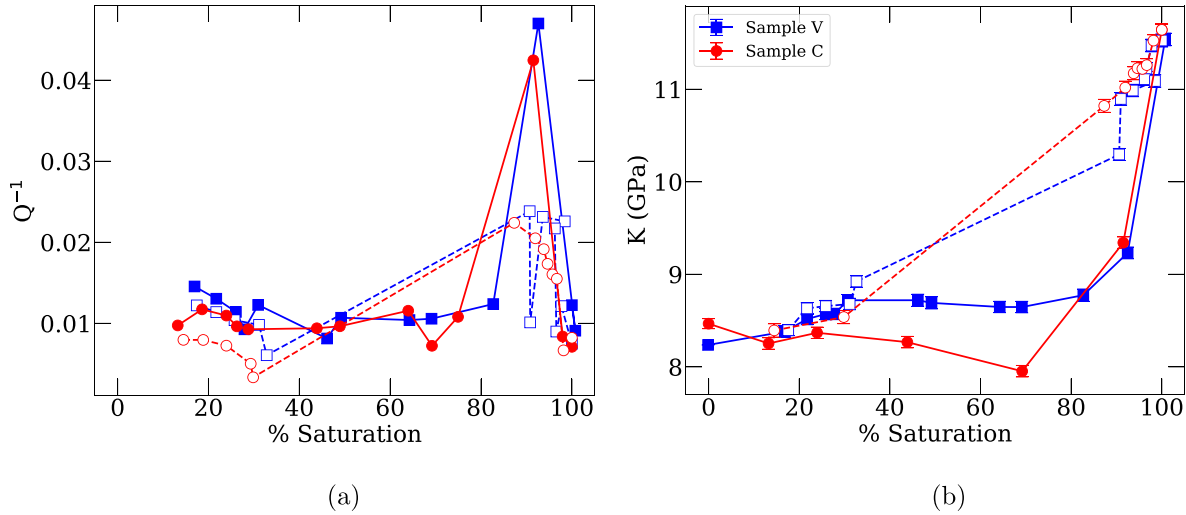 0.04
0.03
0.02
0.01
Q⁻¹
0 20 40 60 80 100
% Saturation
(a)
Sample V
Sample C
11
10
9
8
K (GPa)
0 20 40 60 80 100
% Saturation
(b)